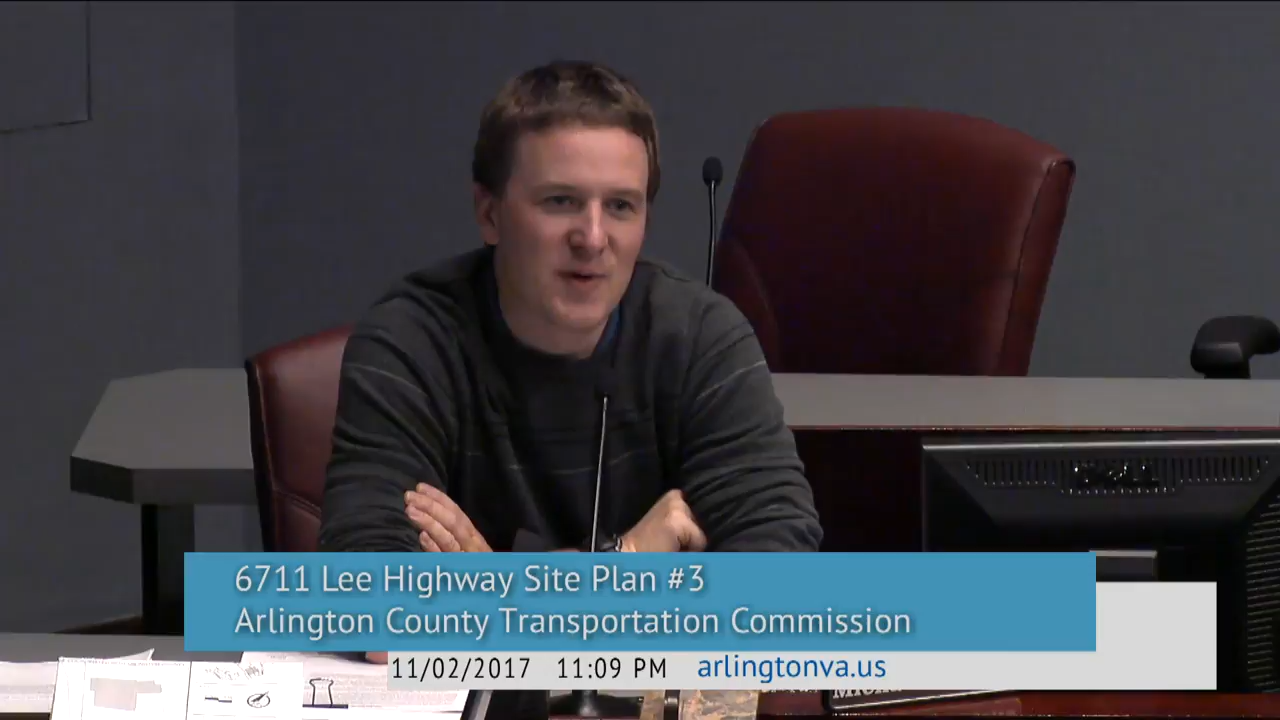 6711 Lee Highway Site Plan #3
Arlington County Transportation Commission
11/02/2017 11:09 PM arlingtonva.us